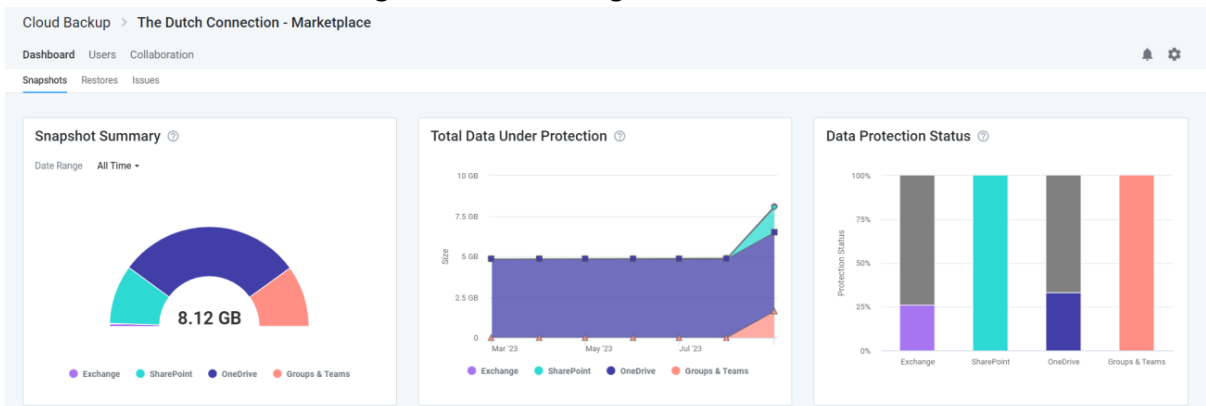 Cloud Backup > The Dutch Connection - Marketplace
Dashboard Users Collaboration
Snapshots Restores Issues
Snapshot Summary ?
Date Range All Time
8.12 GB
Exchange SharePoint OneDrive Groups & Teams
Total Data Under Protection ?
10 GB
7.5 GB
5 GB
2.5 GB
0
Size
Mar '23 May '23 Jul '23
Exchange SharePoint OneDrive Groups & Teams
Data Protection Status ?
100%
75%
50%
25%
0%
Protection Status
Exchange SharePoint OneDrive Groups & Teams